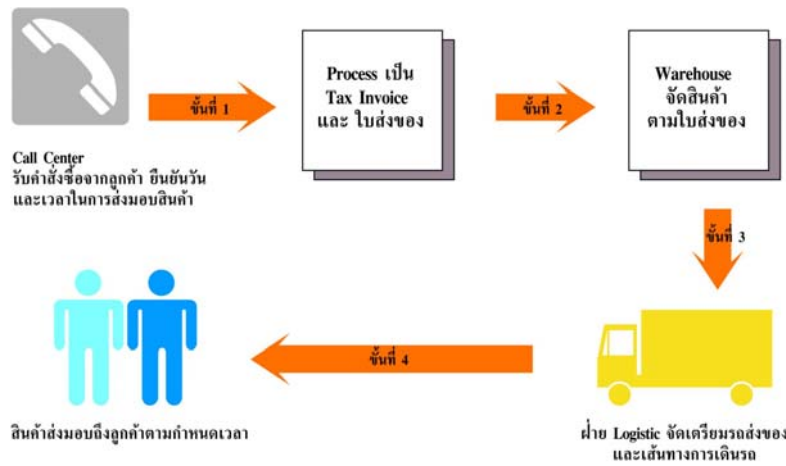 Call Center
รับคำสั่งซื้อจากลูกค้า ยืนยันวัน
และเวลาในการส่งมอบสินค้า
ขั้นที่ 1
Process เป็น
Tax Invoice
และ ใบส่งของ
ขั้นที่ 2
Warehouse
จัดสินค้า
ตามใบส่งของ
ขั้นที่ 3
ฝ่าย Logistic จัดเตรียมรถส่งของ
และเส้นทางการเดินรถ
ขั้นที่ 4
สินค้าส่งมอบถึงลูกค้าตามกำหนดเวลา